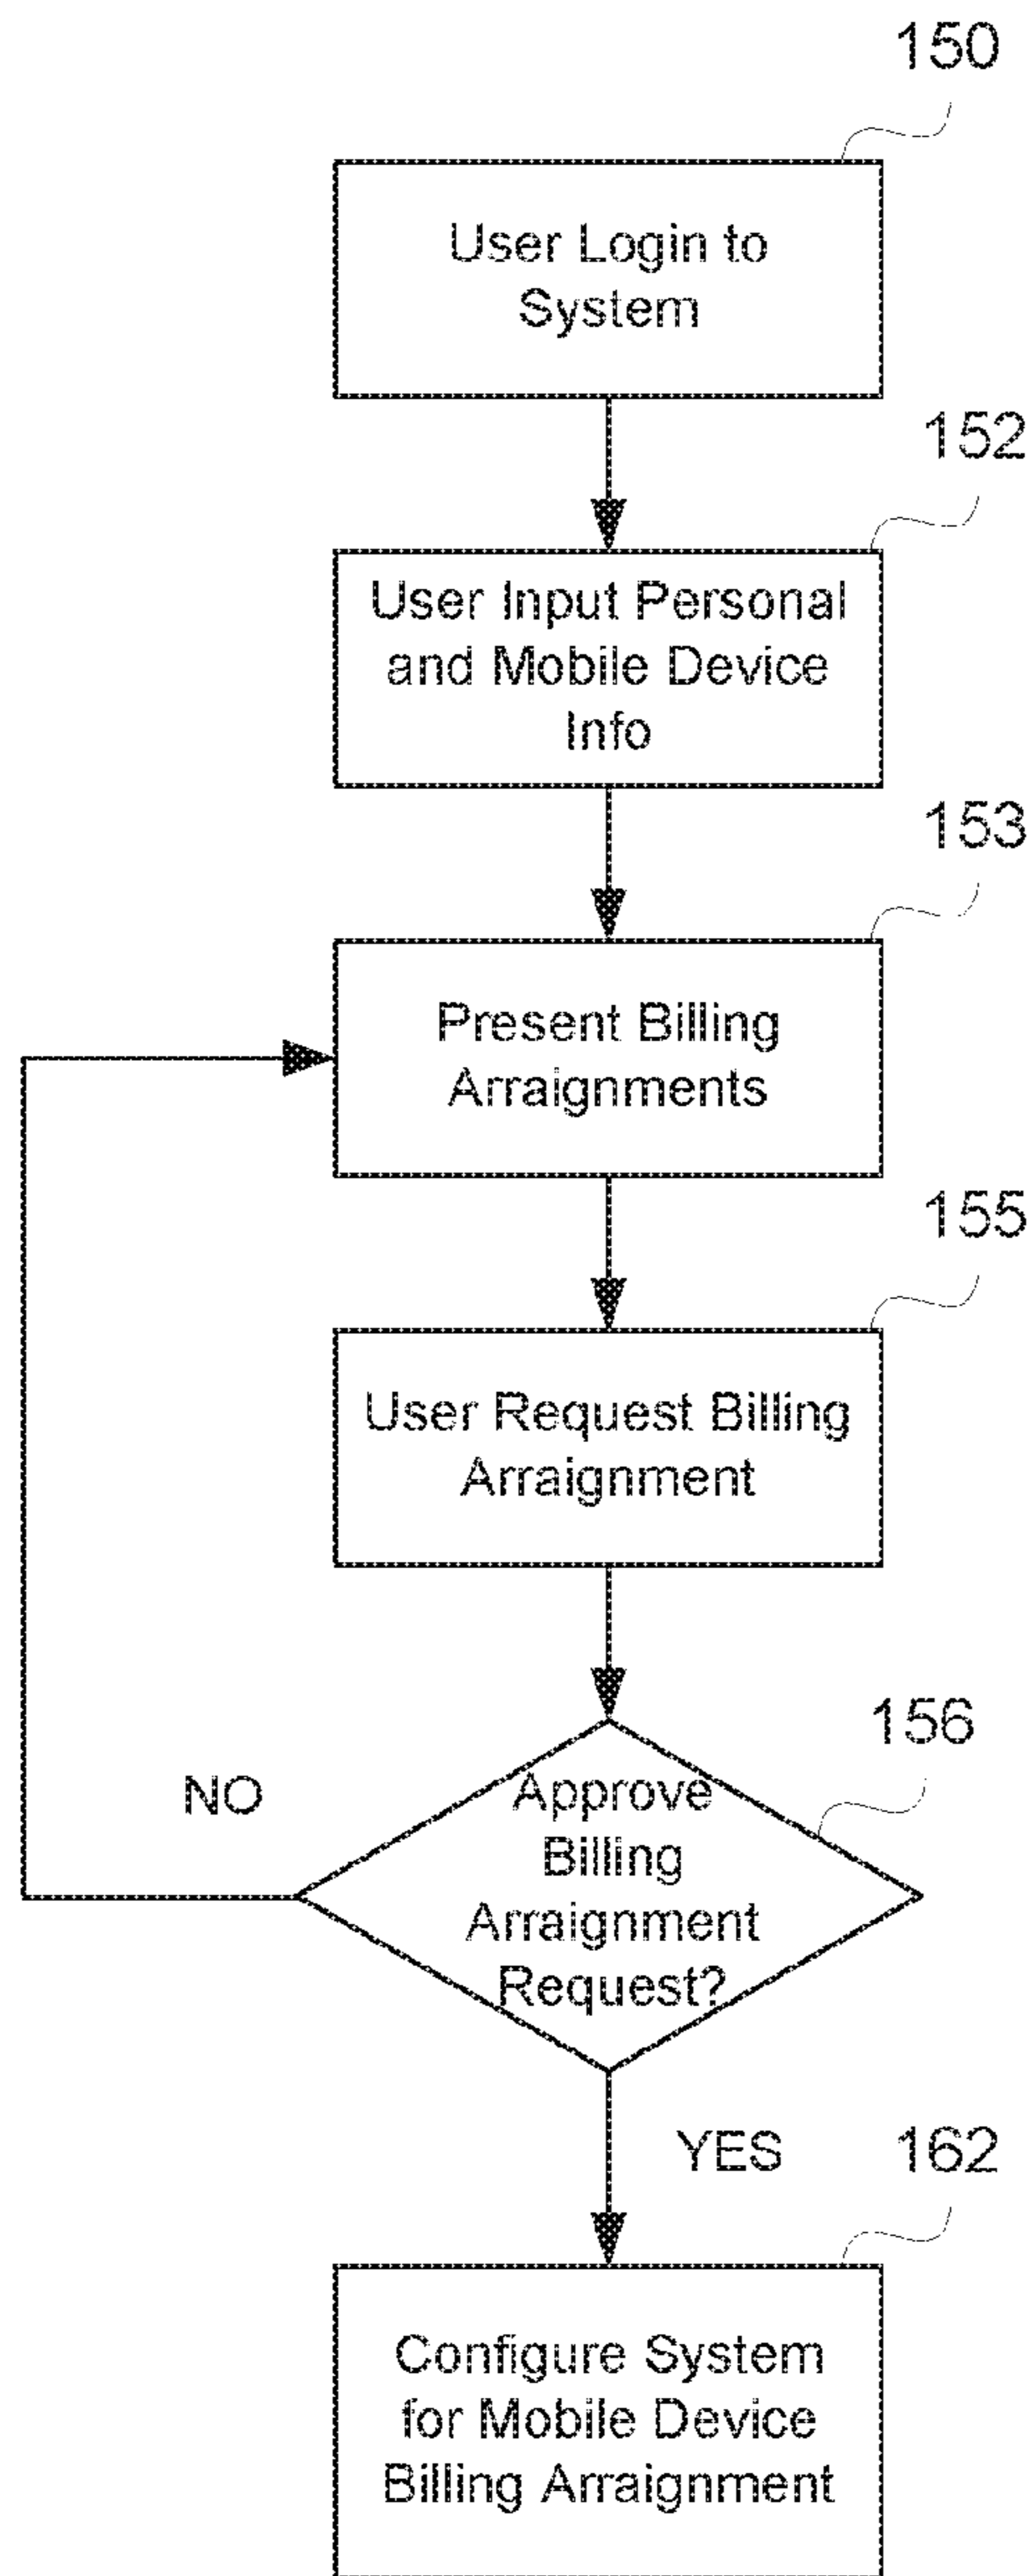 150
User Login to
System
152
User Input Personal
and Mobile Device
Info
153
Present Billing
Arraignments
155
User Request Billing
Arraignment
156
NO
Approve
Billing
Arraignment
Request?
YES
162
Configure System
for Mobile Device
Billing Arraignment